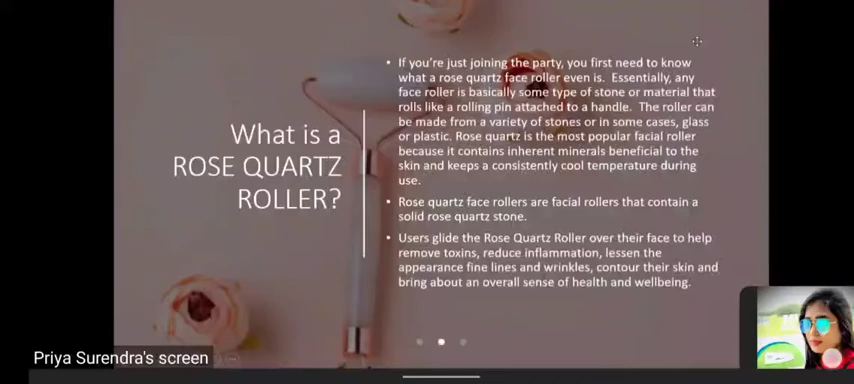 What is a
ROSE QUARTZ
ROLLER?
• If you're just joining the party, you first need to know
what a rose quartz face roller even is.  Essentially, any
face roller is basically some type of stone or material that
rolls like a rolling pin attached to a handle.  The roller can
be made from a variety of stones or in some cases, glass
or plastic. Rose quartz is the most popular facial roller
because it contains inherent minerals beneficial to the
skin and keeps a consistently cool temperature during
use.
• Rose quartz face rollers are facial rollers that contain a
solid rose quartz stone.
• Users glide the Rose Quartz Roller over their face to help
remove toxins, reduce inflammation, lessen the
appearance fine lines and wrinkles, contour their skin and
bring about an overall sense of health and wellbeing.
Priya Surendra's screen